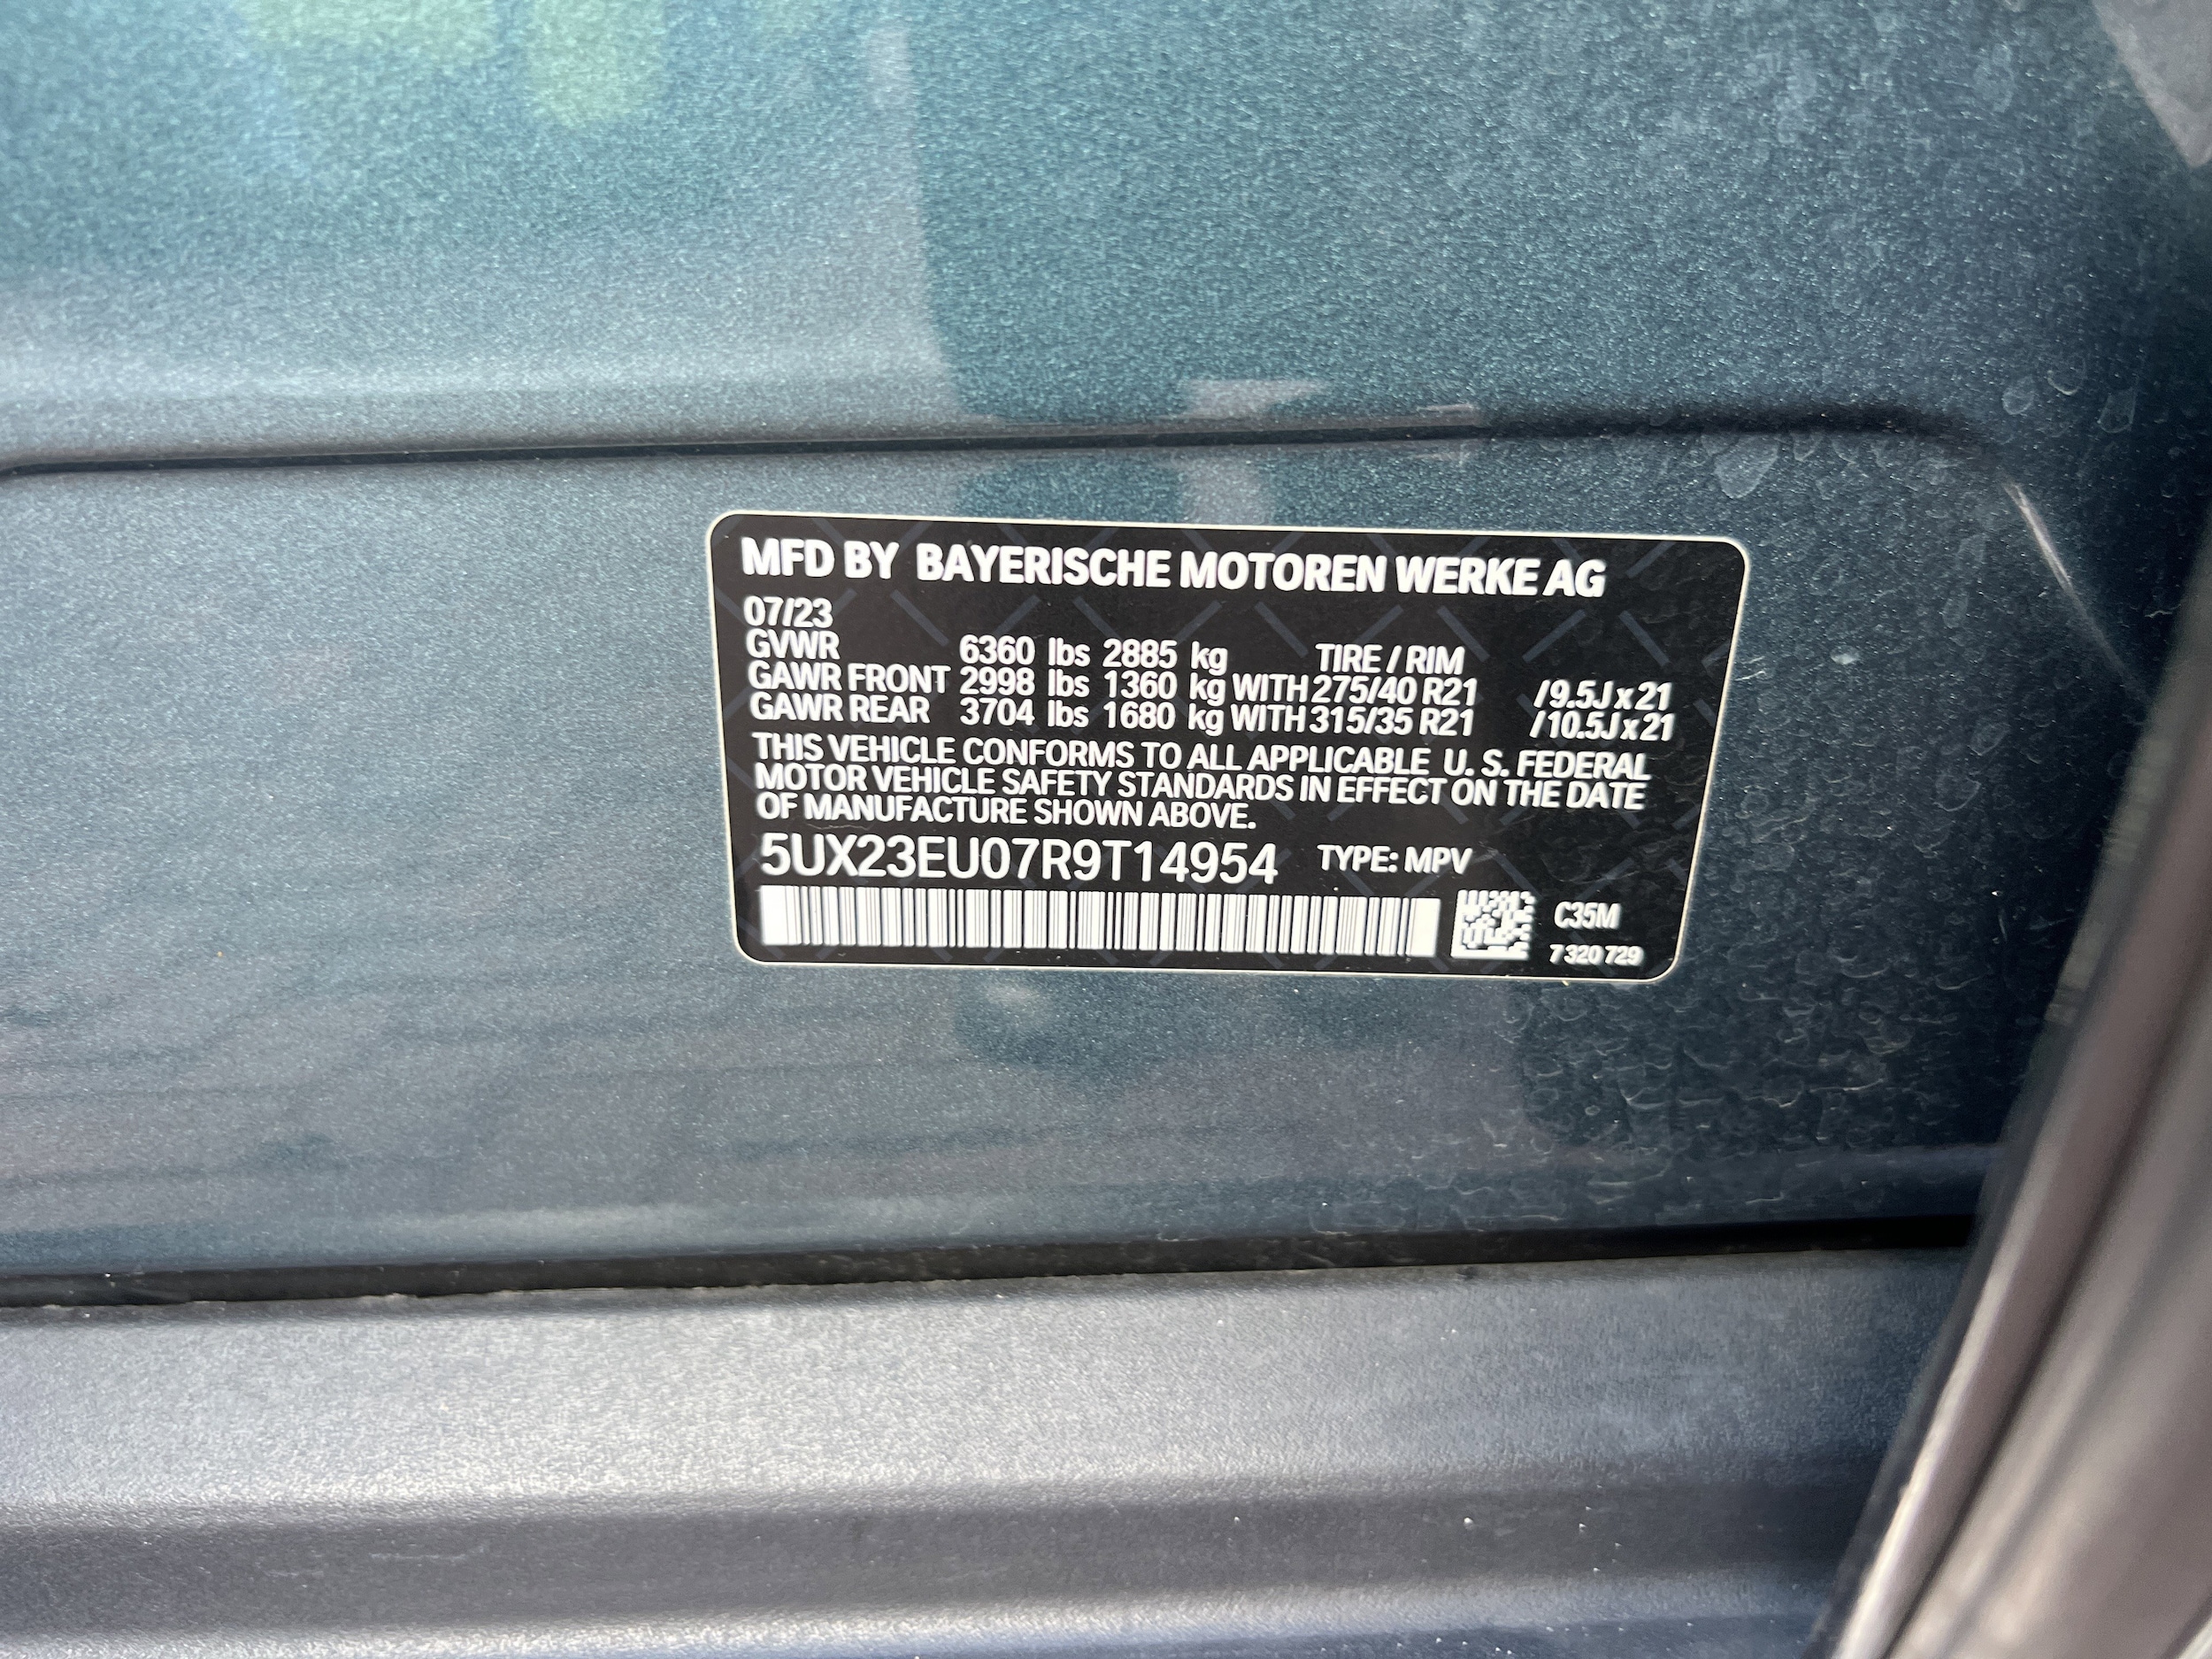 MFD BY BAYERISCHE MOTOREN WERKE AG
07/23
GVWR 6360 lbs 2885 kg TIRE / RIM
GAWR FRONT 2998 lbs 1360 kg WITH 275/40 R21 / 9.5J x 21
GAWR REAR 3704 lbs 1680 kg WITH 315/35 R21 / 10.5J x 21
THIS VEHICLE CONFORMS TO ALL APPLICABLE U. S. FEDERAL
MOTOR VEHICLE SAFETY STANDARDS IN EFFECT ON THE DATE
OF MANUFACTURE SHOWN ABOVE.
5UX23EU07R9T14954 TYPE: MPV
C35M
7 320 729